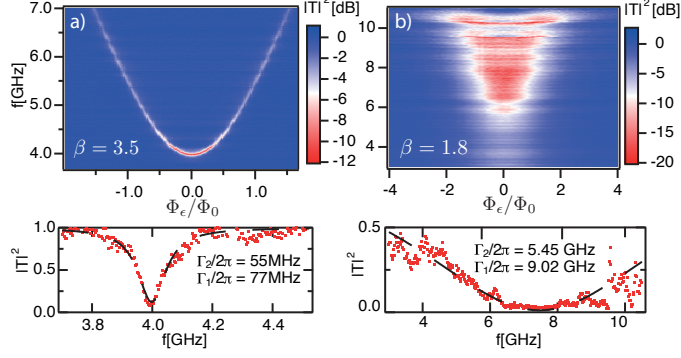 a)
|T|² [dB]
f[GHz]
7.0
6.0
5.0
4.0
0
-2
-4
-6
-8
-10
-12
β = 3.5
-1.0
0.0
1.0
Φϵ/Φ0
b)
|T|² [dB]
10
8
6
4
0
-5
-10
-15
-20
β = 1.8
-4
-2
0
2
4
Φϵ/Φ0
|T|²
1.0
0.5
0.0
Γ2/2π = 55MHz
Γ1/2π = 77MHz
3.8
4.0
4.2
4.4
f[GHz]
|T|²
0.5
0.0
Γ2/2π = 5.45 GHz
Γ1/2π = 9.02 GHz
4
6
8
10
f[GHz]